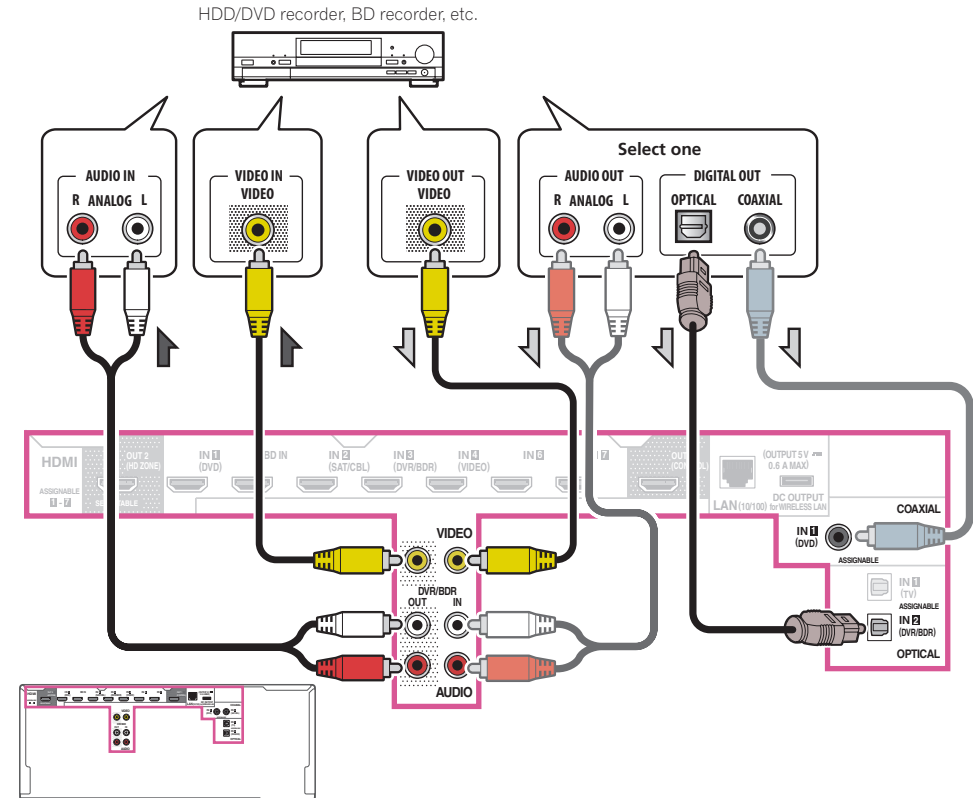 HDD/DVD recorder, BD recorder, etc.
Select one
AUDIO IN
R ANALOG L
VIDEO IN
VIDEO
VIDEO OUT
VIDEO
AUDIO OUT
R ANALOG L
DIGITAL OUT
OPTICAL
COAXIAL
HDMI
ASSIGNABLE
1 - 7
OUT 2
(HD ZONE)
IN 1
(DVD)
BD IN
IN 2
(SAT/CBL)
IN 3
(DVR/BDR)
IN 4
(VIDEO)
IN 6
7
OUT
(OUTPUT 5 V
0.6 A MAX)
LAN (10/100)
DC OUTPUT
for WIRELESS LAN
COAXIAL
IN 1
(DVD)
ASSIGNABLE
IN 1
(TV)
ASSIGNABLE
IN 2
(DVR/BDR)
OPTICAL
VIDEO
DVR/BDR
OUT
IN
AUDIO